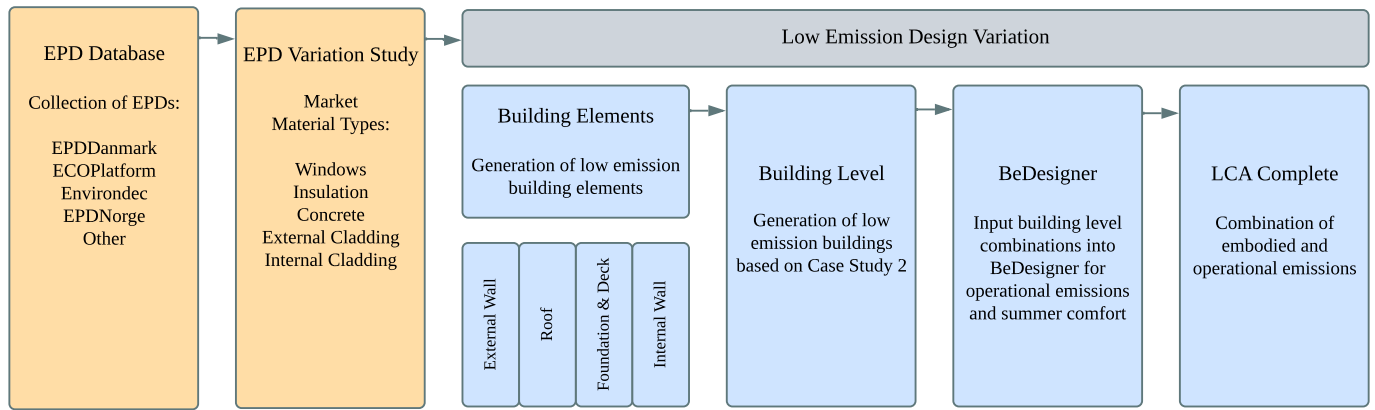 EPD Database
Collection of EPDs:
EPDDanmark
ECOPlatform
Environdec
EPDNorge
Other
EPD Variation Study
Market
Material Types:
Windows
Insulation
Concrete
External Cladding
Internal Cladding
Low Emission Design Variation
Building Elements
Generation of low emission
building elements
External Wall
Roof
Foundation & Deck
Internal Wall
Building Level
Generation of low
emission buildings
based on Case Study 2
BeDesigner
Input building level
combinations into
BeDesigner for
operational emissions
and summer comfort
LCA Complete
Combination of
embodied and
operational emissions